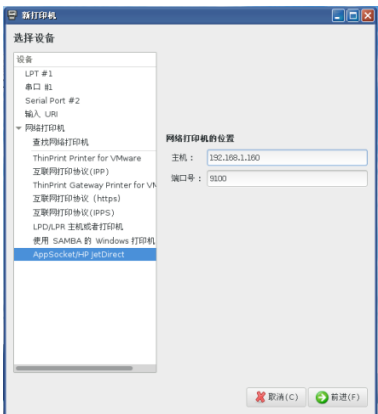 新打印机
选择设备
设备
LPT #1
串口 #1
Serial Port #2
输入 URI
网络打印机
查找网络打印机
ThinPrint Printer for VMware
互联网打印协议(IPP)
ThinPrint Gateway Printer for VM
互联网打印协议 (https)
互联网打印协议(IPPS)
LPD/LPR 主机或者打印机
使用 SAMBA 的 Windows 打印机
AppSocket/HP JetDirect
网络打印机的位置
主机： 192.168.1.160
端口号： 9100
取消(C) 前进(F)